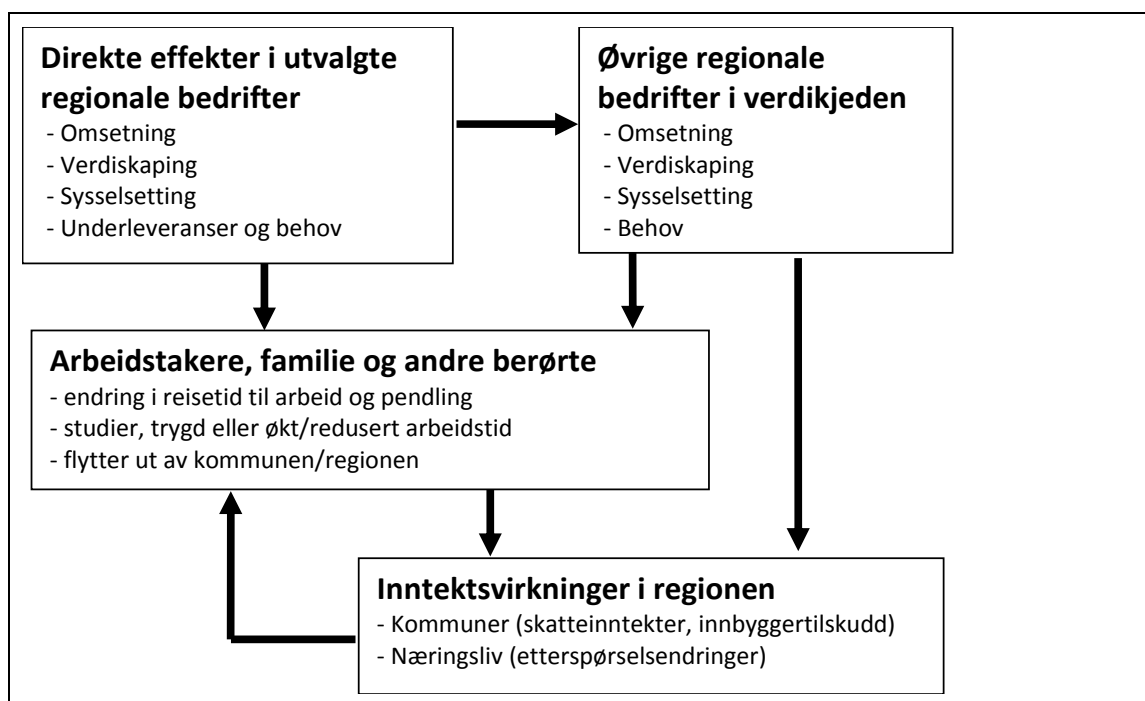 Direkte effekter i utvalgte
regionale bedrifter
- Omsetning
- Verdiskaping
- Sysselsetting
- Underleveranser og behov
Øvrige regionale
bedrifter i verdikjeden
- Omsetning
- Verdiskaping
- Sysselsetting
- Behov
Arbeidstakere, familie og andre berørte
- endring i reisetid til arbeid og pendling
- studier, trygd eller økt/redusert arbeidstid
- flytter ut av kommunen/regionen
Inntektsvirkninger i regionen
- Kommuner (skatteinntekter, innbyggertilskudd)
- Næringsliv (etterspørselsendringer)